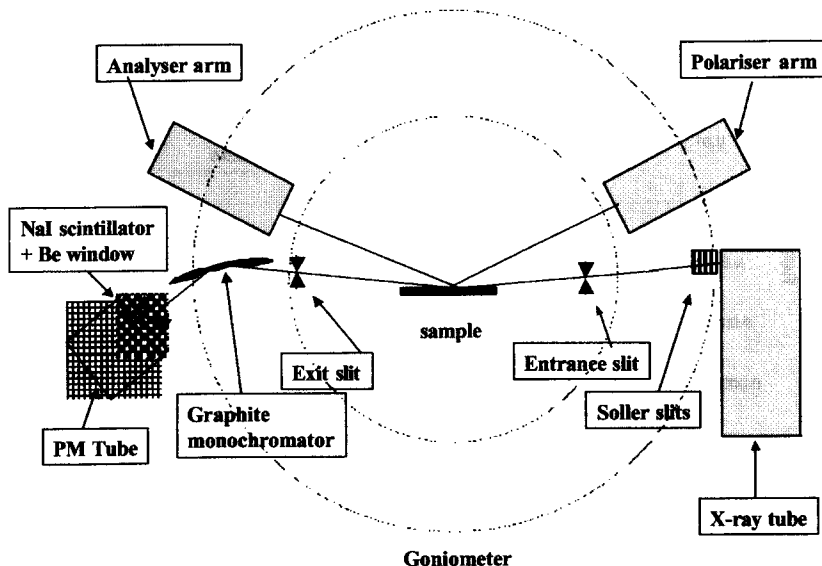 Analyser arm
Polariser arm
NaI scintillator
+ Be window
sample
Exit slit
Entrance slit
Graphite
monochromator
Soller slits
PM Tube
X-ray tube
Goniometer